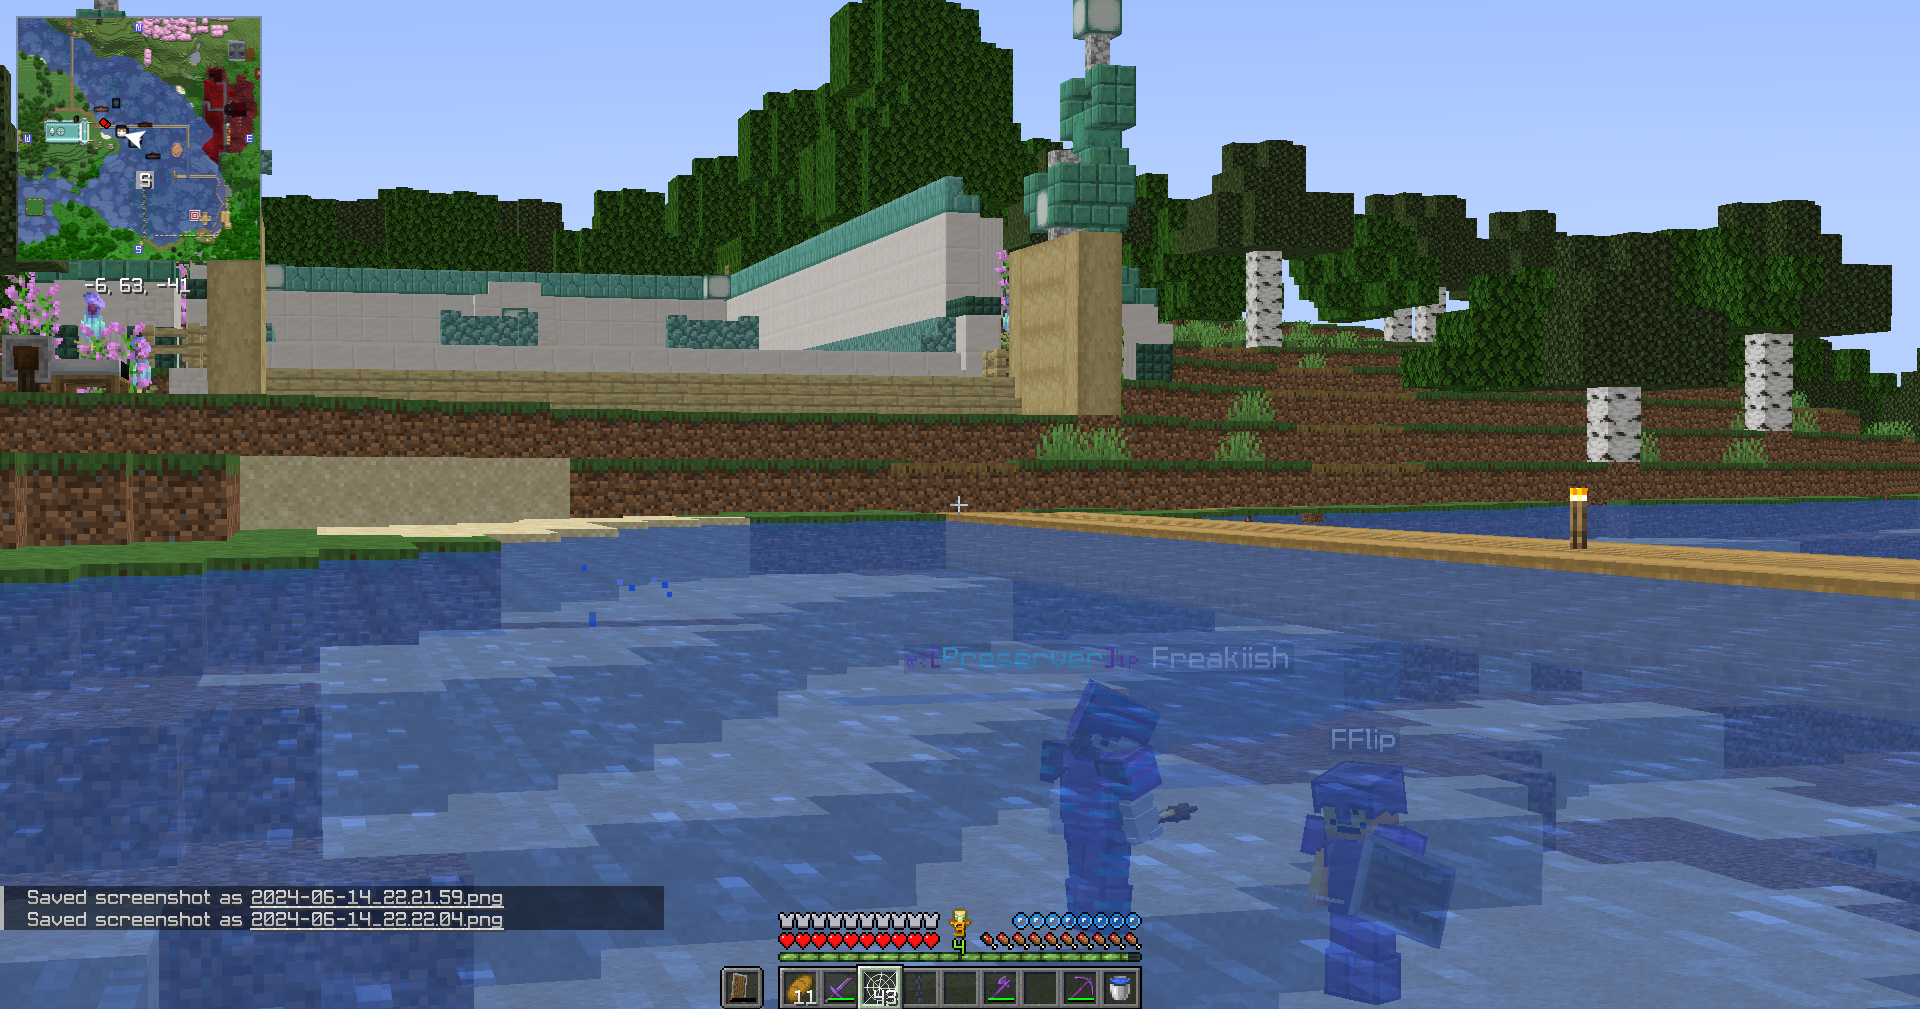 N
W
E
S
S
-6, 63, -41
Preserver
Freakiish
FFlip
Saved screenshot as 2024-06-14_22.21.59.png
Saved screenshot as 2024-06-14_22.22.04.png
4
11
43